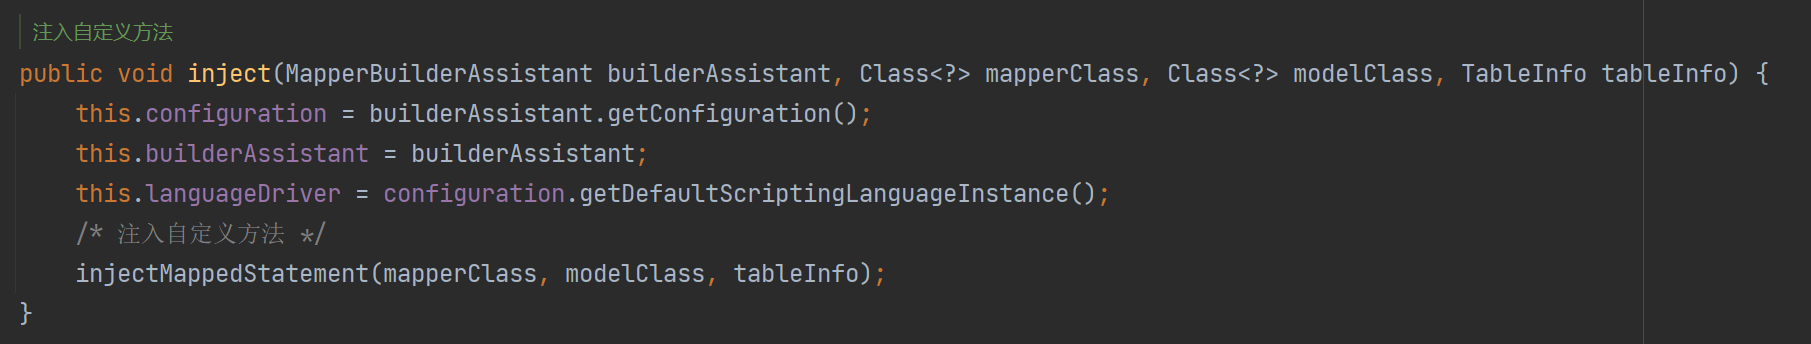 注入自定义方法
public void inject(MapperBuilderAssistant builderAssistant, Class<?> mapperClass, Class<?> modelClass, TableInfo tableInfo) {
    this.configuration = builderAssistant.getConfiguration();
    this.builderAssistant = builderAssistant;
    this.languageDriver = configuration.getDefaultScriptingLanguageInstance();
    /* 注入自定义方法 */
    injectMappedStatement(mapperClass, modelClass, tableInfo);
}